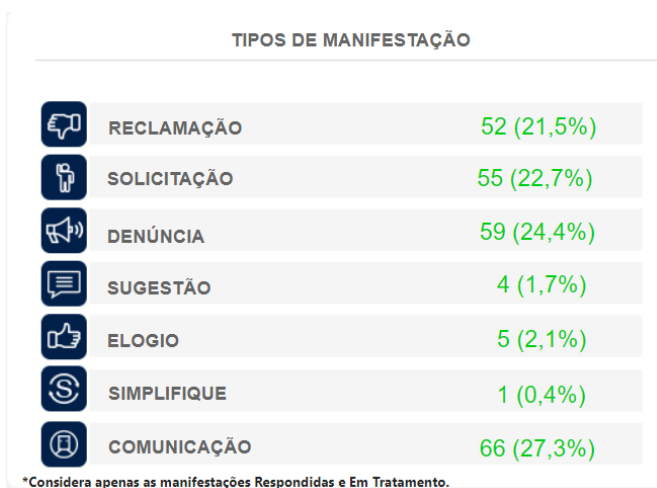 TIPOS DE MANIFESTAÇÃO
RECLAMAÇÃO 52 (21,5%)
SOLICITAÇÃO 55 (22,7%)
DENÚNCIA 59 (24,4%)
SUGESTÃO 4 (1,7%)
ELOGIO 5 (2,1%)
SIMPLIFIQUE 1 (0,4%)
COMUNICAÇÃO 66 (27,3%)
*Considera apenas as manifestações Respondidas e Em Tratamento.